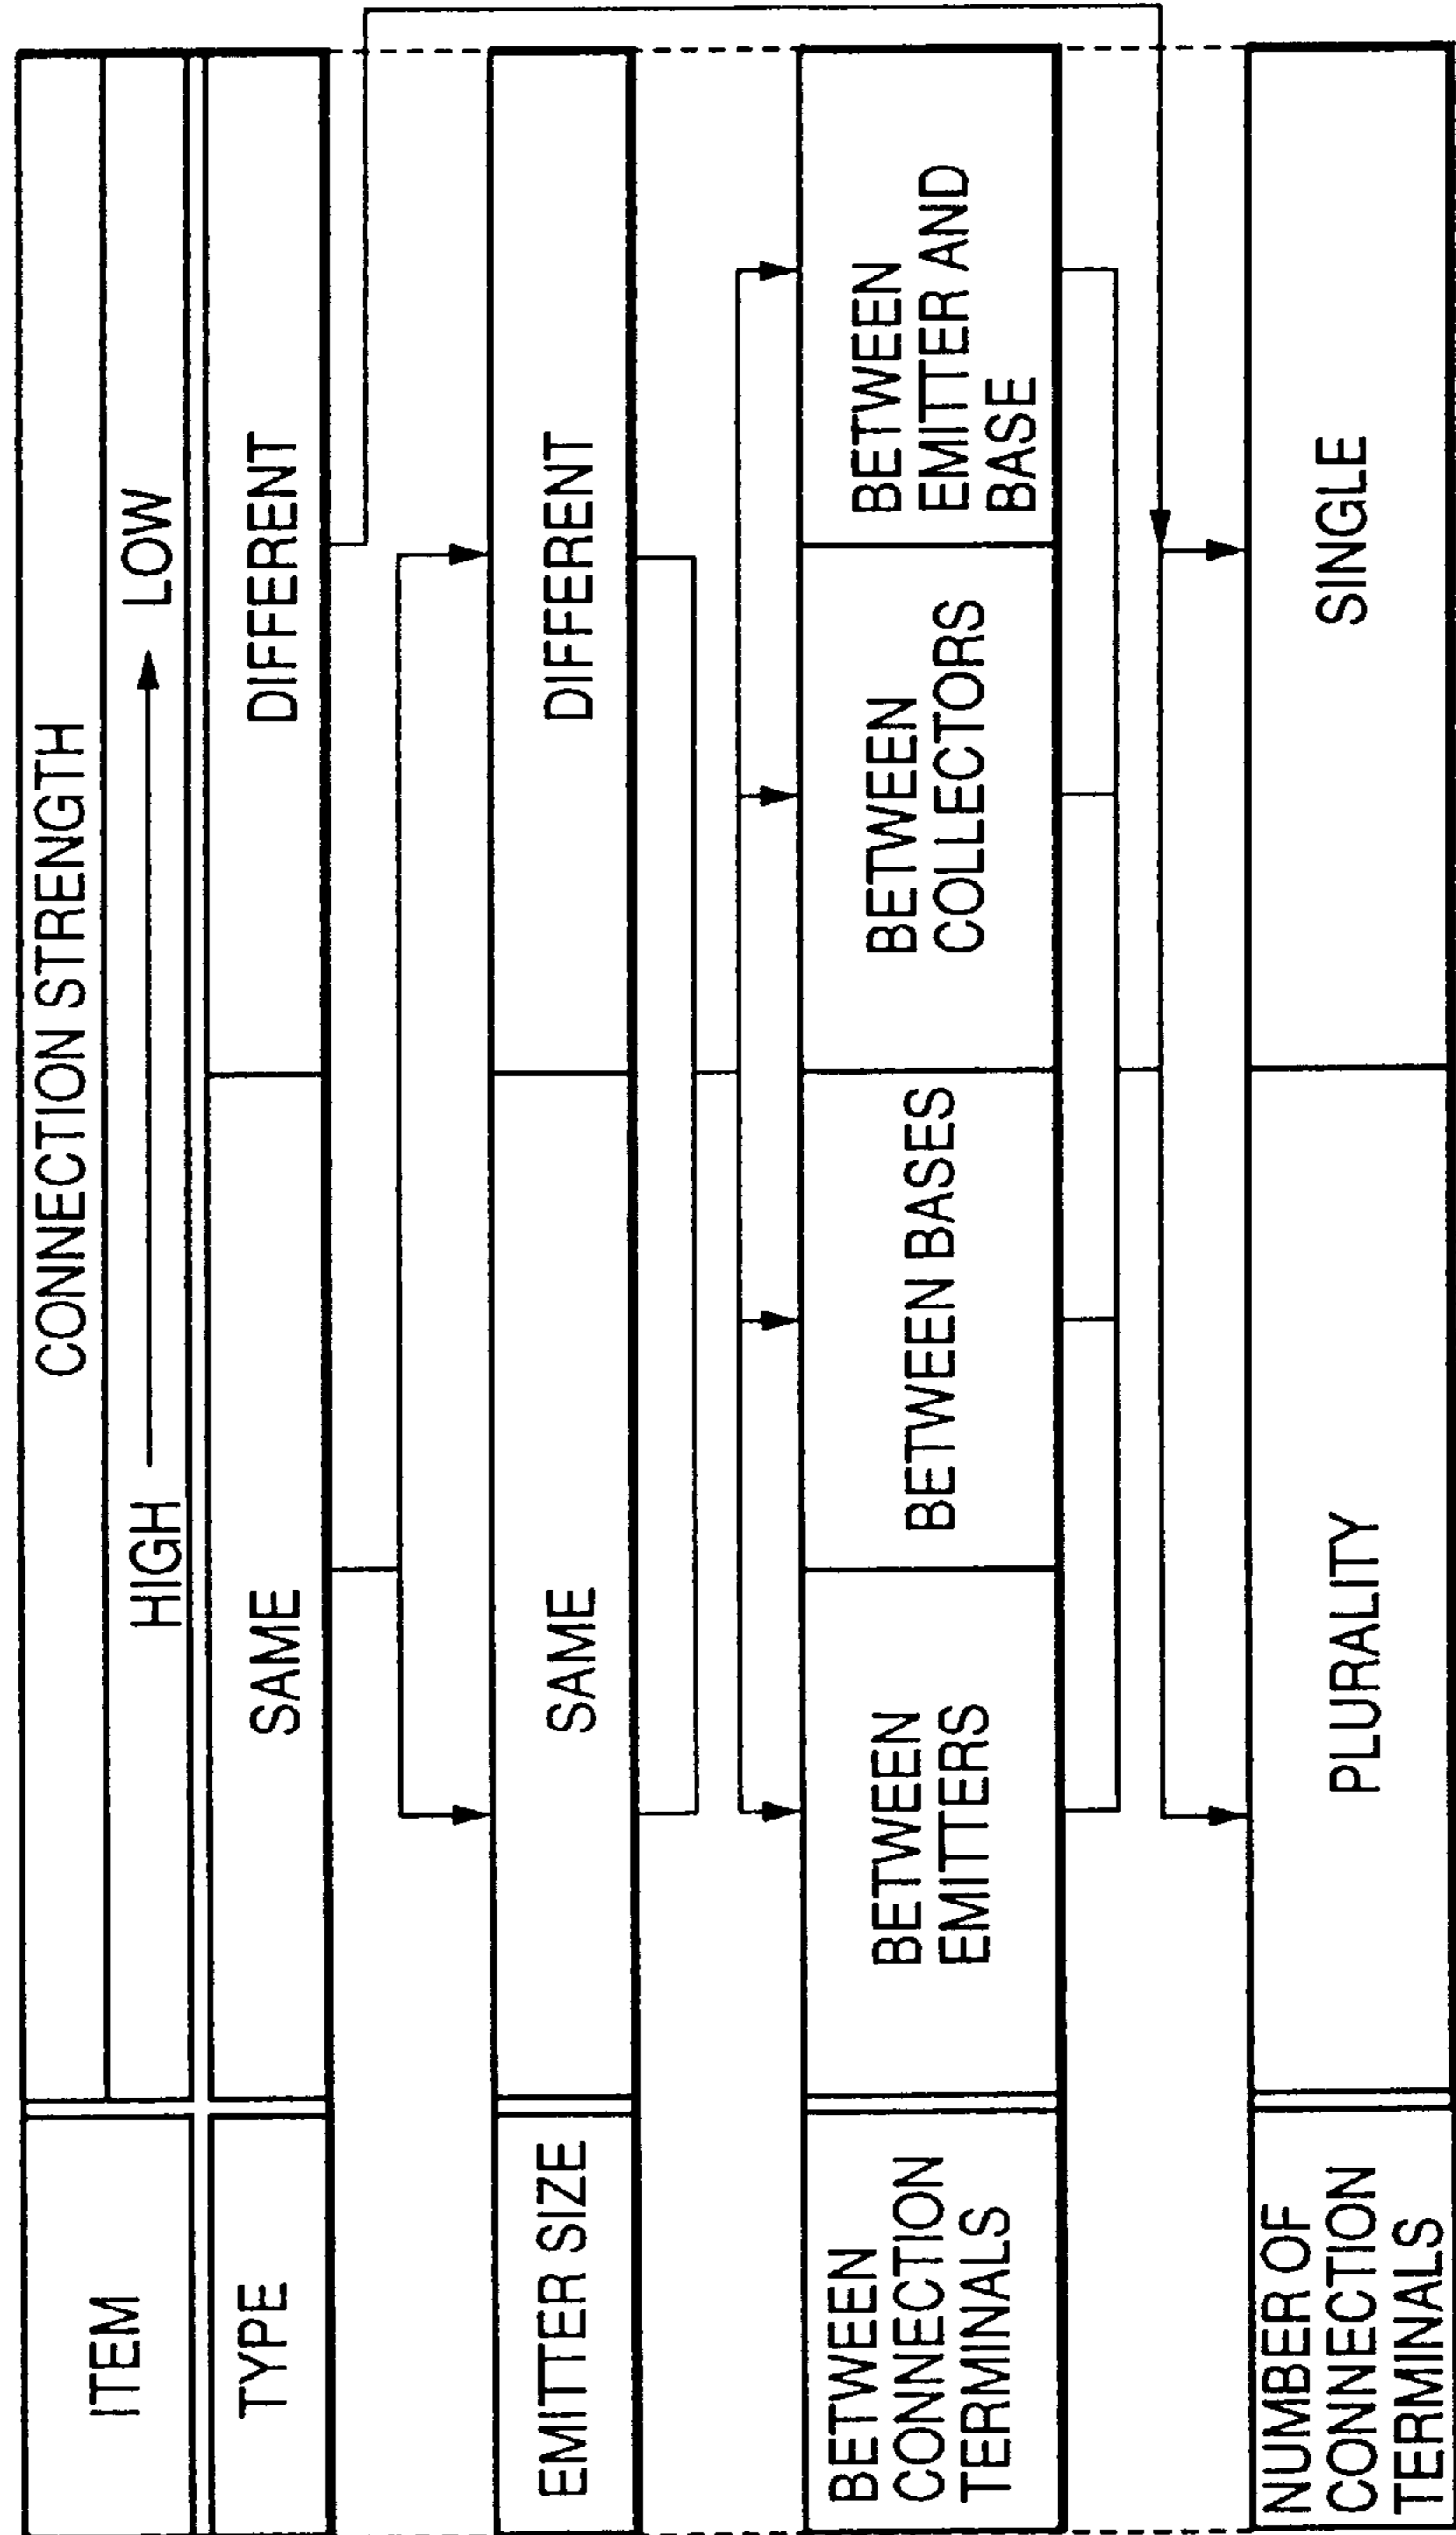 ITEM
CONNECTION STRENGTH
HIGH
LOW
TYPE
SAME
DIFFERENT
EMITTER SIZE
SAME
DIFFERENT
BETWEEN
CONNECTION
TERMINALS
BETWEEN
EMITTERS
BETWEEN BASES
BETWEEN
COLLECTORS
BETWEEN
EMITTER AND
BASE
NUMBER OF
CONNECTION
TERMINALS
PLURALITY
SINGLE